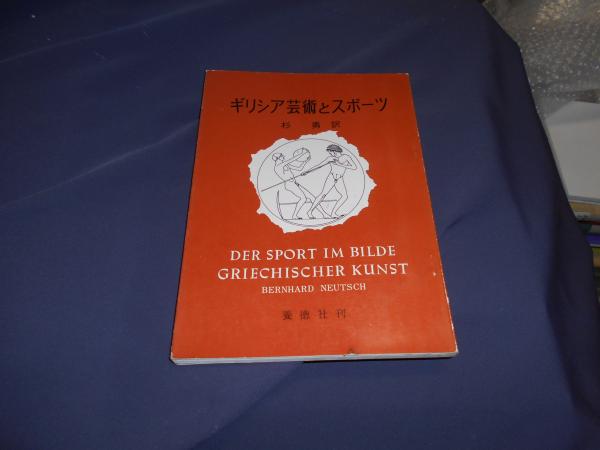 ギリシア芸術とスポーツ
杉 勇 訳
DER SPORT IM BILDE
GRIECHISCHER KUNST
BERNHARD NEUTSCH
養徳社刊